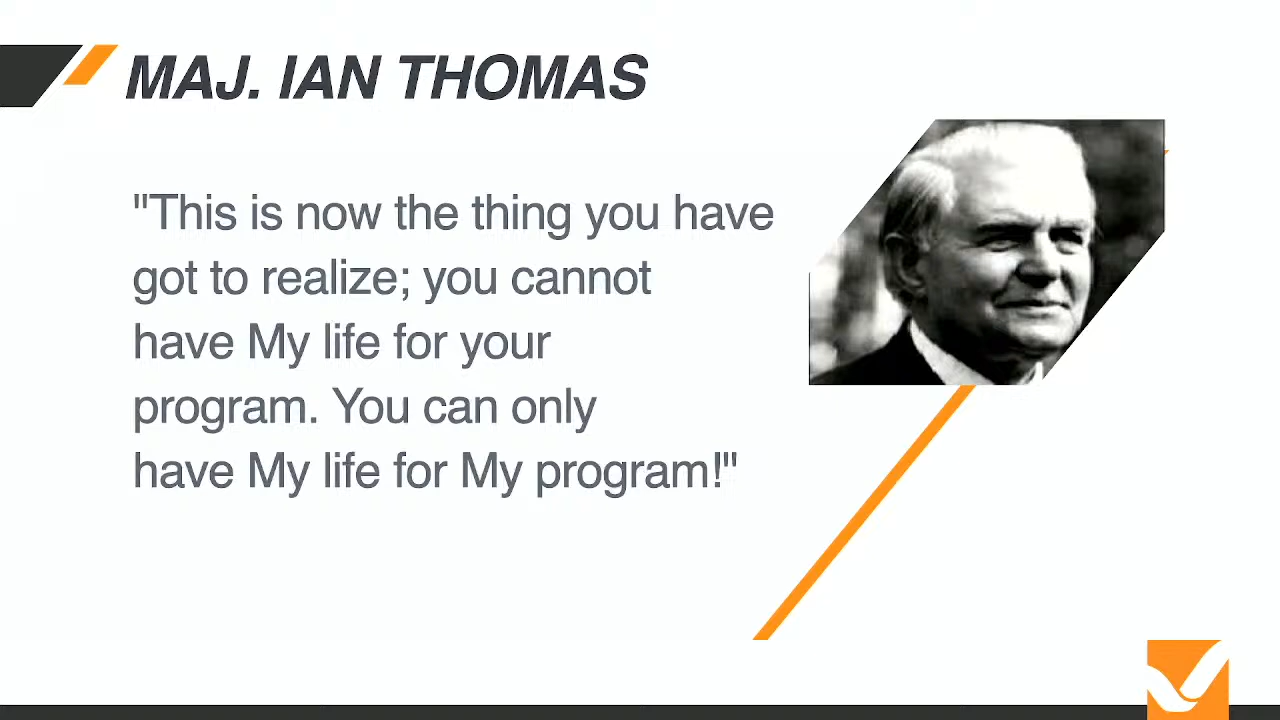 MAJ. IAN THOMAS
"This is now the thing you have
got to realize; you cannot
have My life for your
program. You can only
have My life for My program!"